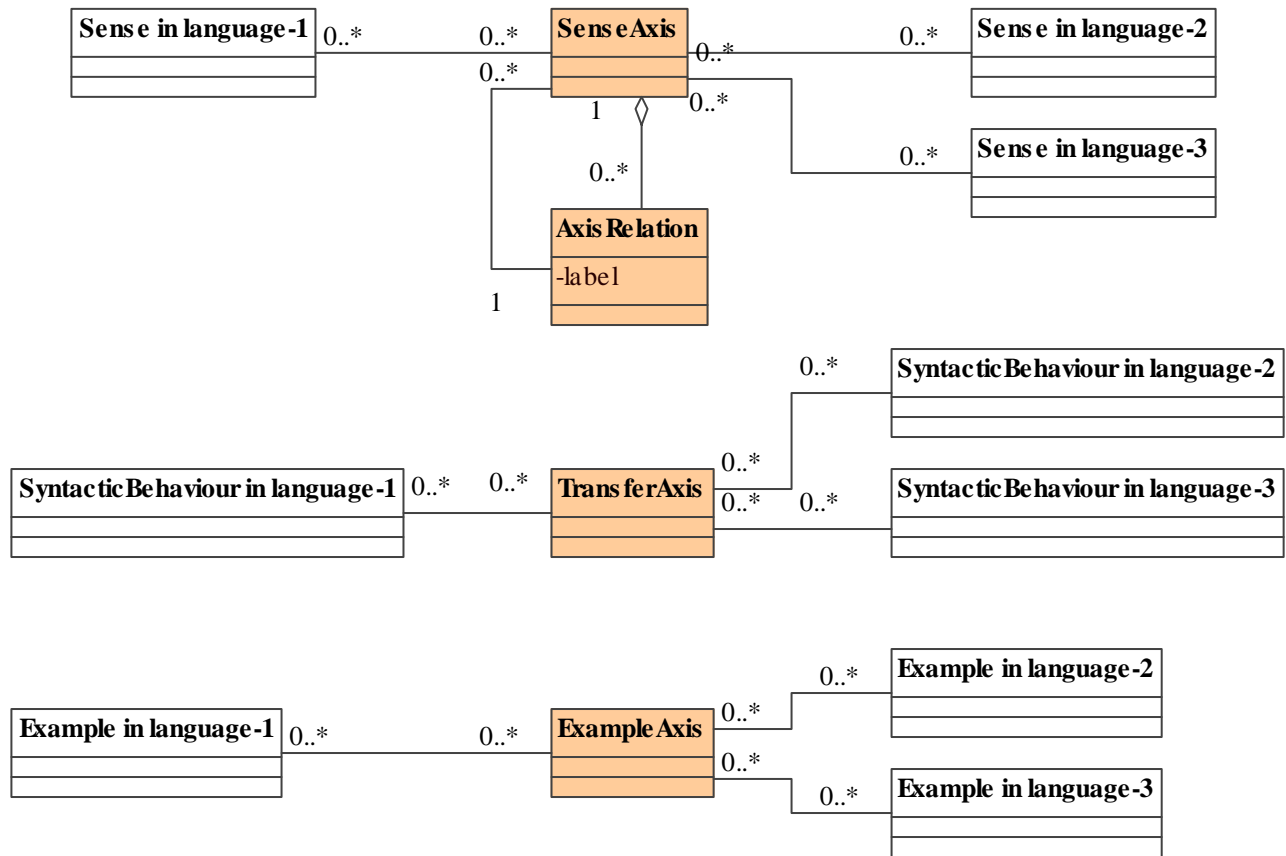 Sense in language-1
0..*
0..*
SenseAxis
0..*
0..*
Sense in language-2
0..*
0..*
1
0..*
Sense in language-3
0..*
AxisRelation
-label
1
0..*
SyntacticBehaviour in language-2
SyntacticBehaviour in language-1
0..*
0..*
TransferAxis
0..*
0..*
0..*
SyntacticBehaviour in language-3
Example in language-1
0..*
0..*
ExampleAxis
0..*
0..*
Example in language-2
0..*
0..*
Example in language-3